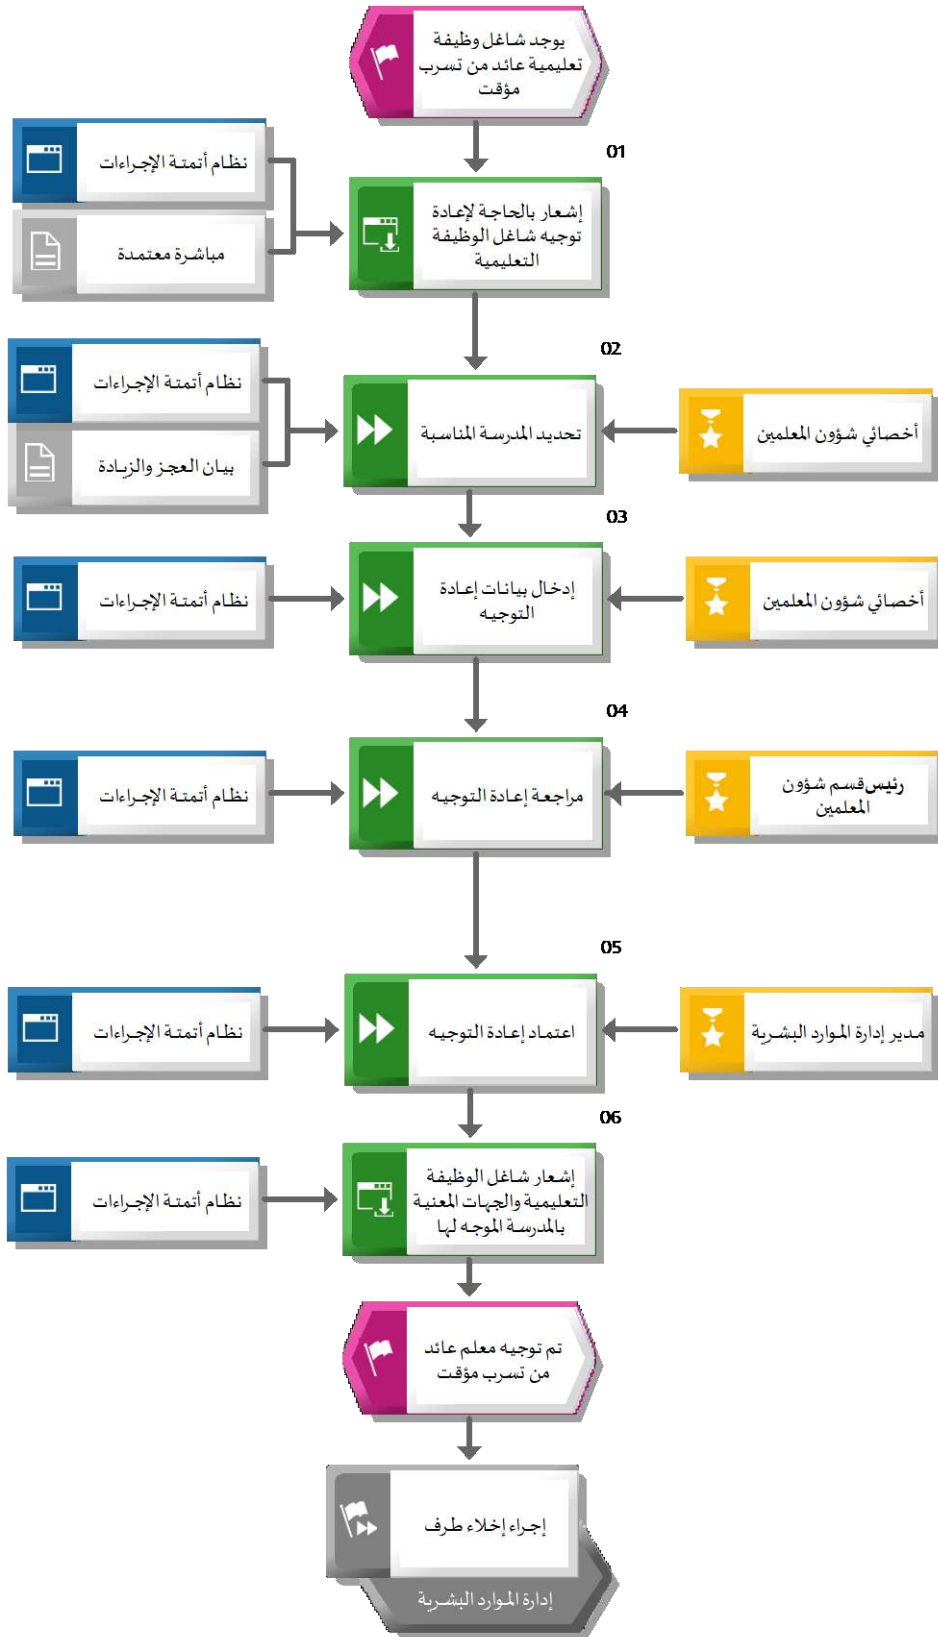 يوجد شاغل وظيفة
تعليمية عائد من تسرب
مؤقت
01
نظام أتمتة الإجراءات
مباشرة معتمدة
إشعار بالحاجة لإعادة
توجيه شاغل الوظيفة
التعليمية
02
أخصائي شؤون المعلمين
تحديد المدرسة المناسبة
نظام أتمتة الإجراءات
بيان العجز والزيادة
03
أخصائي شؤون المعلمين
إدخال بيانات إعادة
التوجيه
نظام أتمتة الإجراءات
04
رئيس قسم شؤون
المعلمين
مراجعة إعادة التوجيه
نظام أتمتة الإجراءات
05
مدير إدارة الموارد البشرية
اعتماد إعادة التوجيه
نظام أتمتة الإجراءات
06
إشعار شاغل الوظيفة
التعليمية والجهات المعنية
بالمدرسة الموجه لها
نظام أتمتة الإجراءات
تم توجيه معلم عائد
من تسرب مؤقت
إجراء إخلاء طرف
إدارة الموارد البشرية